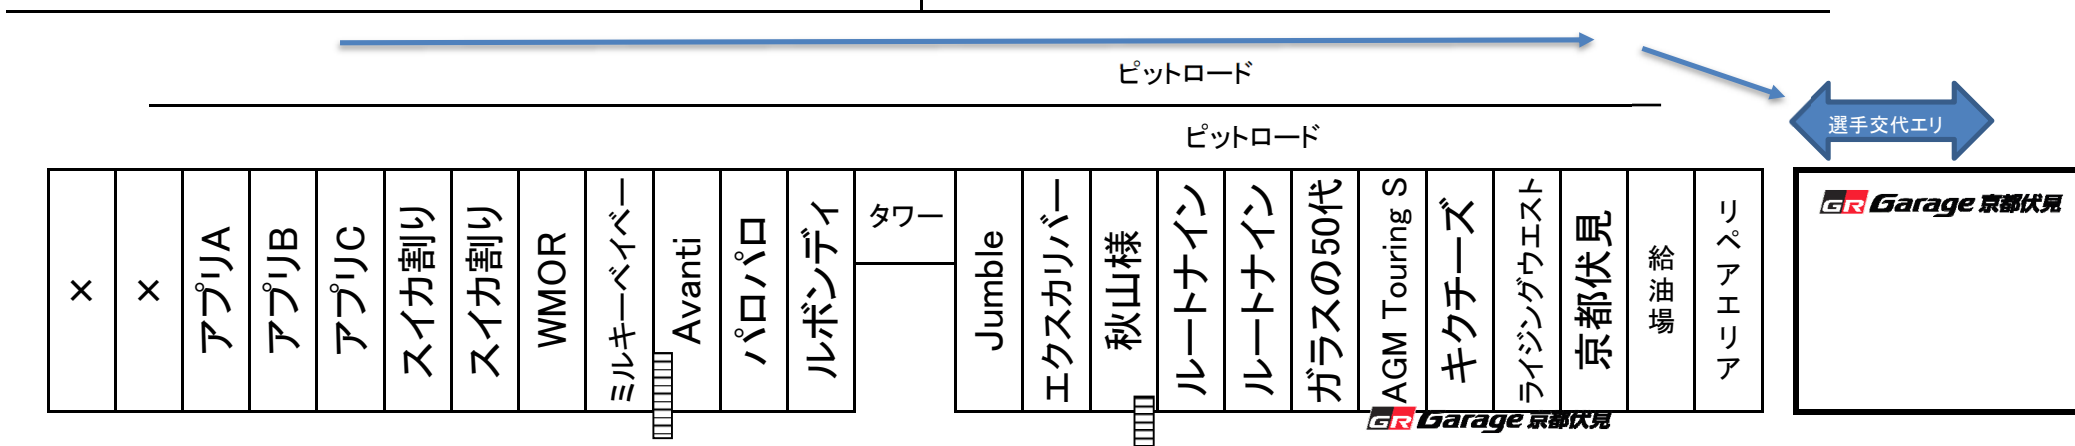 ピットロード
ピットロード
選手交代エリ
×
×
アプリA
アプリB
アプリC
スイカ割り
スイカ割り
WMOR
ミルキーベイベー
Avanti
パロパロ
ルボンディ
タワー
Jumble
エクスカリバー
秋山様
ルートナイン
ルートナイン
ガラスの50代
AGM Touring S
キクチーズ
ライジングウエスト
京都伏見
給油場
リペアエリア
GR Garage 京都伏見
GR Garage 京都伏見